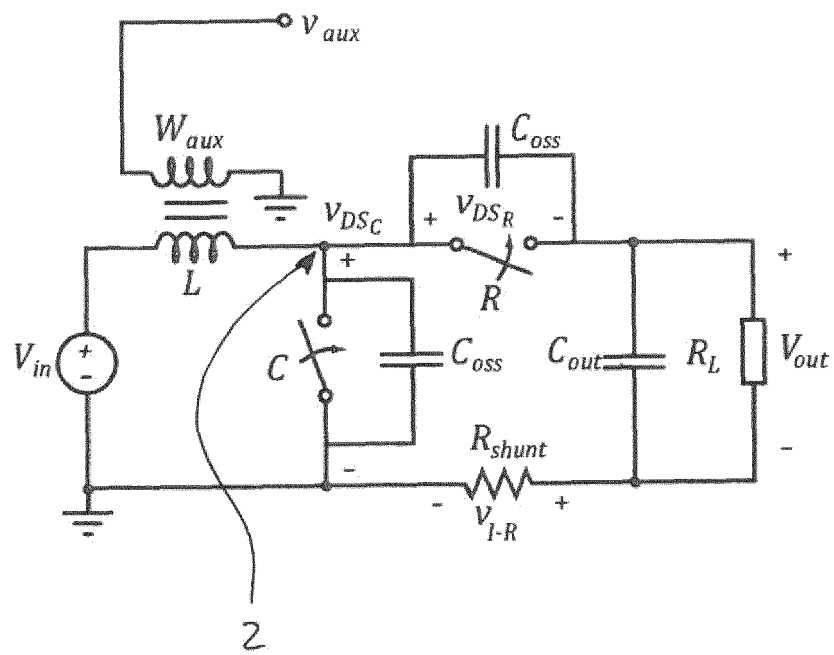 v_aux
W_aux
C_oss
v_DS_C
+ v_DS_R -
L
+
R
+
V_in
+
-
C
C_oss
C_out
R_L
V_out
R_shunt
-
-
- +
v_I-R
2